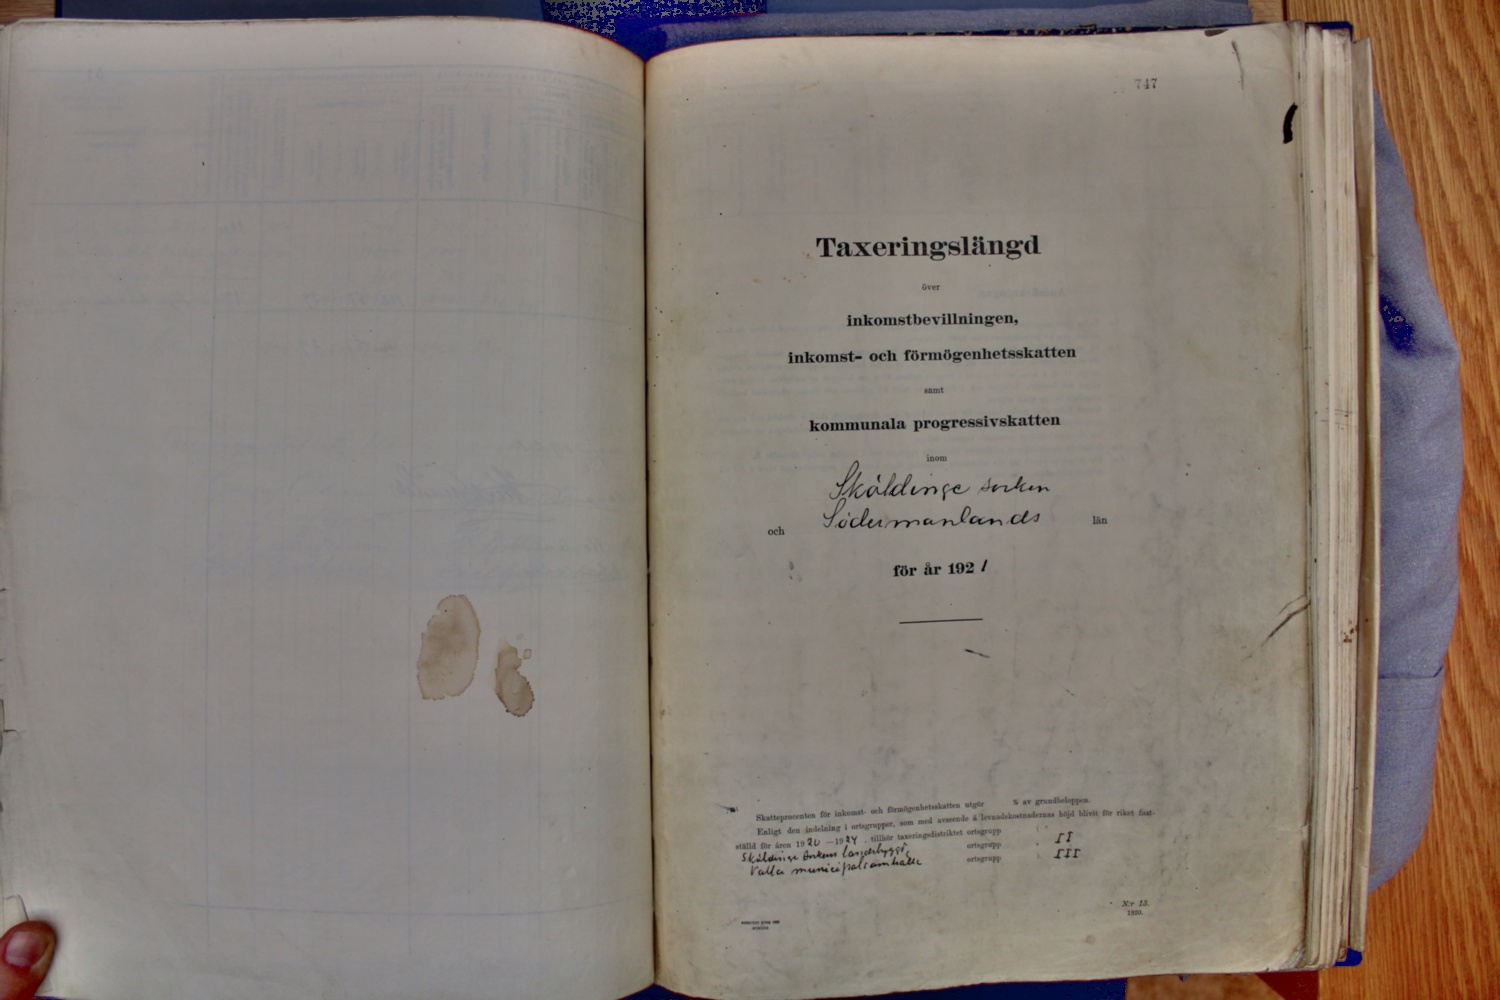 747
Taxeringslängd
över
inkomstbevillningen,
inkomst- och förmögenhetsskatten
samt
kommunala progressivskatten
inom
Sköldinge socken
och Södermanlands län
för år 1921
Skatteprocenten för inkomst- och förmögenhetsskatten utgör % av grundbeloppen.
Enligt den indelning i ortsgrupper, som med avseende å levnadskostnadernas höjd blivit för riket fast-
ställd för åren 1920—1924, tillhör taxeringsdistriktet ortsgrupp
Sköldinge sockens landsbygd, ortsgrupp II
Valla municipalsamhälle ortsgrupp III
N:r 13.
1920.